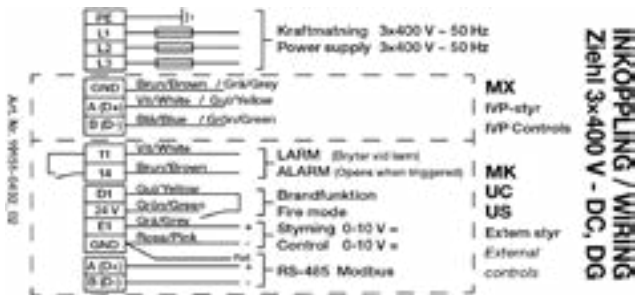 INKOPPLING / WIRING
Ziehl 3x400 V - DC, DG
PE
L1
L2
L3
Kraftmatning 3x400 V ~ 50 Hz
Power supply 3x400 V ~ 50 Hz
GND Brun/Brown / Grå/Grey
A (D+) Vit/White / Gul/Yellow
B (D-) Blå/Blue / Grön/Green
MX
IVP-styr
IVP Controls
11 Vit/White
14 Brun/Brown
LARM (Bryter vid larm)
ALARM (Opens when triggered)
D1 Gul/Yellow
24 V Grön/Green
Brandfunktion
Fire mode
E1 Grå/Grey +
GND Rosa/Pink -
Styrning 0-10 V =
Control 0-10 V =
A (D+) +
B (D-) -
RS-485 Modbus
MK
UC
US
Extern styr
External
controls
Art. Nr.